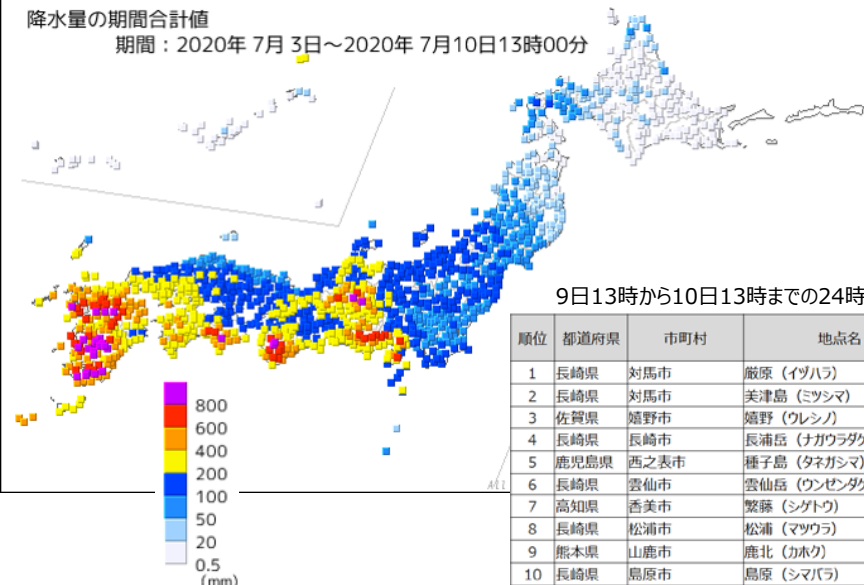 降水量の期間合計値
期間：2020年 7月 3日～2020年 7月10日13時00分
800
600
400
200
100
50
20
0.5
(mm)
All
9日13時から10日13時までの24時
順位 都道府県 市町村 地点名
1 長崎県 対馬市 厳原（イヅハラ）
2 長崎県 対馬市 美津島（ミツシマ）
3 佐賀県 嬉野市 嬉野（ウレシノ）
4 長崎県 長崎市 長浦岳（ナガウラダケ
5 鹿児島県 西之表市 種子島（タネガシマ）
6 長崎県 雲仙市 雲仙岳（ウンゼンダケ
7 高知県 香美市 繁藤（シゲトウ）
8 長崎県 松浦市 松浦（マツウラ）
9 熊本県 山鹿市 鹿北（カホク）
10 長崎県 島原市 島原（シマバラ）